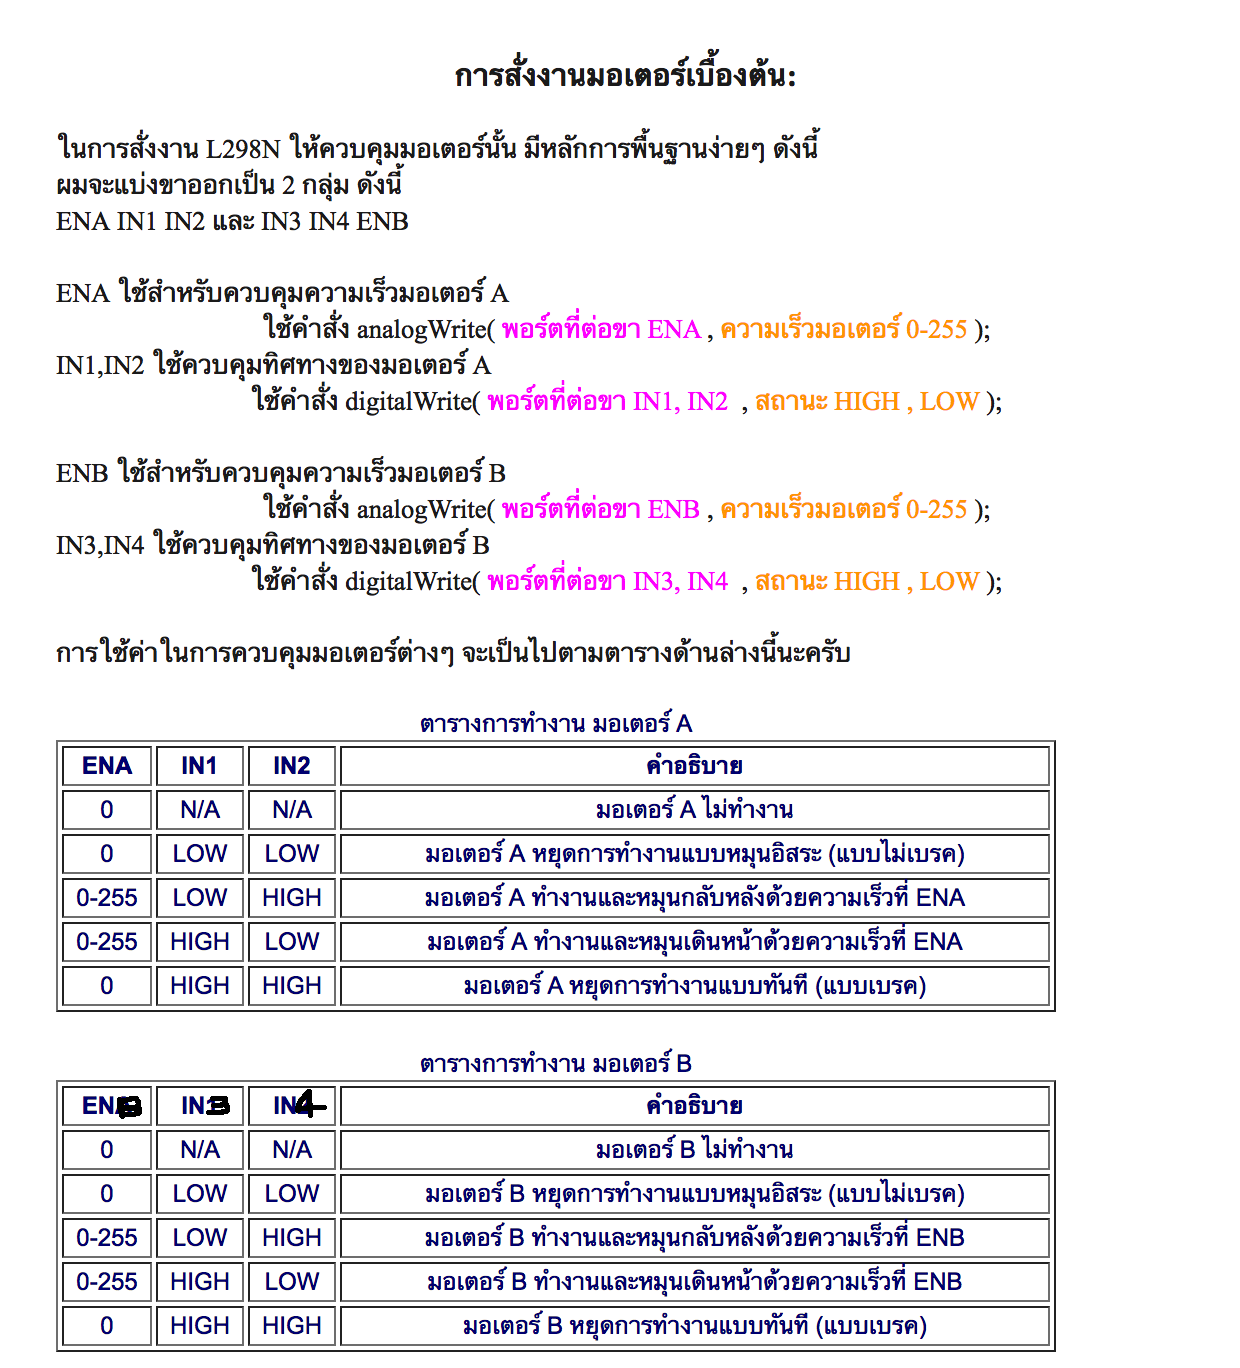 การสั่งงานมอเตอร์เบื้องต้น:
ในการสั่งงาน L298N ให้ควบคุมมอเตอร์นั้น มีหลักการพื้นฐานง่ายๆ ดังนี้
ผมจะแบ่งขาออกเป็น 2 กลุ่ม ดังนี้
ENA IN1 IN2 และ IN3 IN4 ENB
ENA ใช้สำหรับควบคุมความเร็วมอเตอร์ A
ใช้คำสั่ง analogWrite( พอร์ตที่ต่อขา ENA , ความเร็วมอเตอร์ 0-255 );
IN1,IN2 ใช้ควบคุมทิศทางของมอเตอร์ A
ใช้คำสั่ง digitalWrite( พอร์ตที่ต่อขา IN1, IN2 , สถานะ HIGH , LOW );
ENB ใช้สำหรับควบคุมความเร็วมอเตอร์ B
ใช้คำสั่ง analogWrite( พอร์ตที่ต่อขา ENB , ความเร็วมอเตอร์ 0-255 );
IN3,IN4 ใช้ควบคุมทิศทางของมอเตอร์ B
ใช้คำสั่ง digitalWrite( พอร์ตที่ต่อขา IN3, IN4 , สถานะ HIGH , LOW );
การใช้ค่าในการควบคุมมอเตอร์ต่างๆ จะเป็นไปตามตารางด้านล่างนี้นะครับ
ตารางการทำงาน มอเตอร์ A
ENA IN1 IN2 คำอธิบาย
0 N/A N/A มอเตอร์ A ไม่ทำงาน
0 LOW LOW มอเตอร์ A หยุดการทำงานแบบหมุนอิสระ (แบบไม่เบรค)
0-255 LOW HIGH มอเตอร์ A ทำงานและหมุนกลับหลังด้วยความเร็วที่ ENA
0-255 HIGH LOW มอเตอร์ A ทำงานและหมุนเดินหน้าด้วยความเร็วที่ ENA
0 HIGH HIGH มอเตอร์ A หยุดการทำงานแบบทันที (แบบเบรค)
ตารางการทำงาน มอเตอร์ B
ENB IN3 IN4 คำอธิบาย
0 N/A N/A มอเตอร์ B ไม่ทำงาน
0 LOW LOW มอเตอร์ B หยุดการทำงานแบบหมุนอิสระ (แบบไม่เบรค)
0-255 LOW HIGH มอเตอร์ B ทำงานและหมุนกลับหลังด้วยความเร็วที่ ENB
0-255 HIGH LOW มอเตอร์ B ทำงานและหมุนเดินหน้าด้วยความเร็วที่ ENB
0 HIGH HIGH มอเตอร์ B หยุดการทำงานแบบทันที (แบบเบรค)